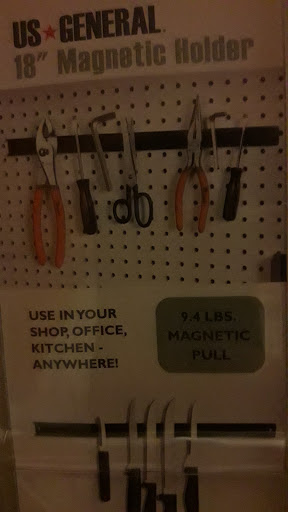 US★GENERAL
18" Magnetic Holder
USE IN YOUR
SHOP, OFFICE,
KITCHEN -
ANYWHERE!
9.4 LBS.
MAGNETIC
PULL